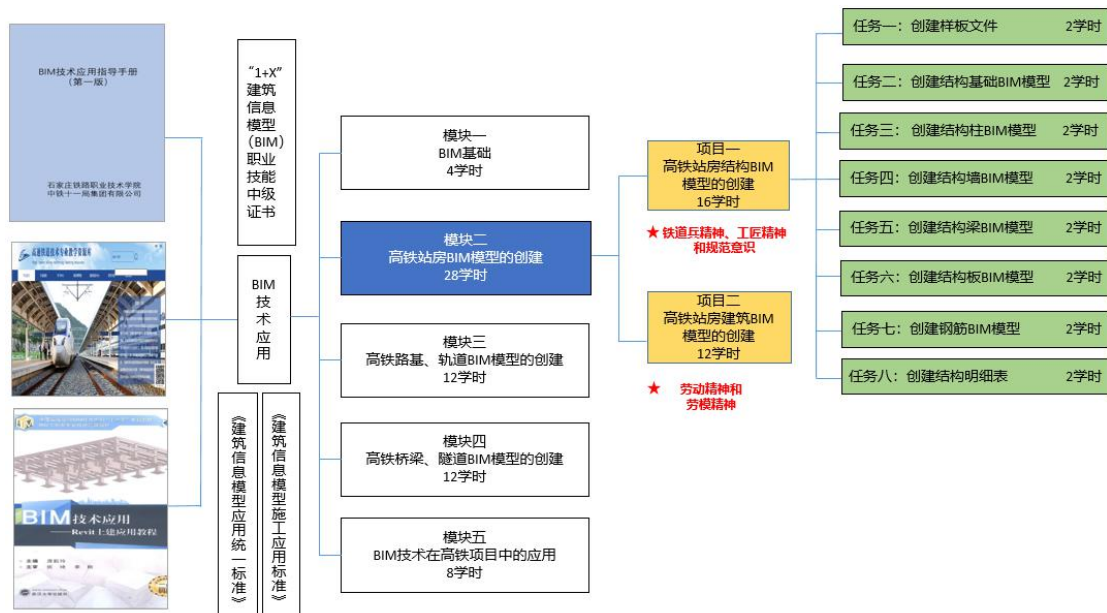 BIM技术应用指导手册
（第一版）
石家庄铁路职业技术学院
中铁十一局集团有限公司
BIM技术应用
——Revit土建应用教程
“1+X”
建筑
信息
模型
（BIM）
职业
技能
中级
证书
BIM
技
术
应
用
《建筑信息模型应用统一标准》
《建筑信息模型施工应用标准》
模块一
BIM基础
4学时
模块二
高铁站房BIM模型的创建
28学时
模块三
高铁路基、轨道BIM模型的创建
12学时
模块四
高铁桥梁、隧道BIM模型的创建
12学时
模块五
BIM技术在高铁项目中的应用
8学时
项目一
高铁站房结构BIM
模型的创建
16学时
★铁道兵精神、工匠精神
和规范意识
项目二
高铁站房建筑BIM
模型的创建
12学时
★ 劳动精神和
劳模精神
任务一：创建样板文件 2学时
任务二：创建结构基础BIM模型 2学时
任务三： 创建结构柱BIM模型 2学时
任务四：创建结构墙BIM模型 2学时
任务五：创建结构梁BIM模型 2学时
任务六：创建结构板BIM模型 2学时
任务七：创建钢筋BIM模型 2学时
任务八：创建结构明细表 2学时